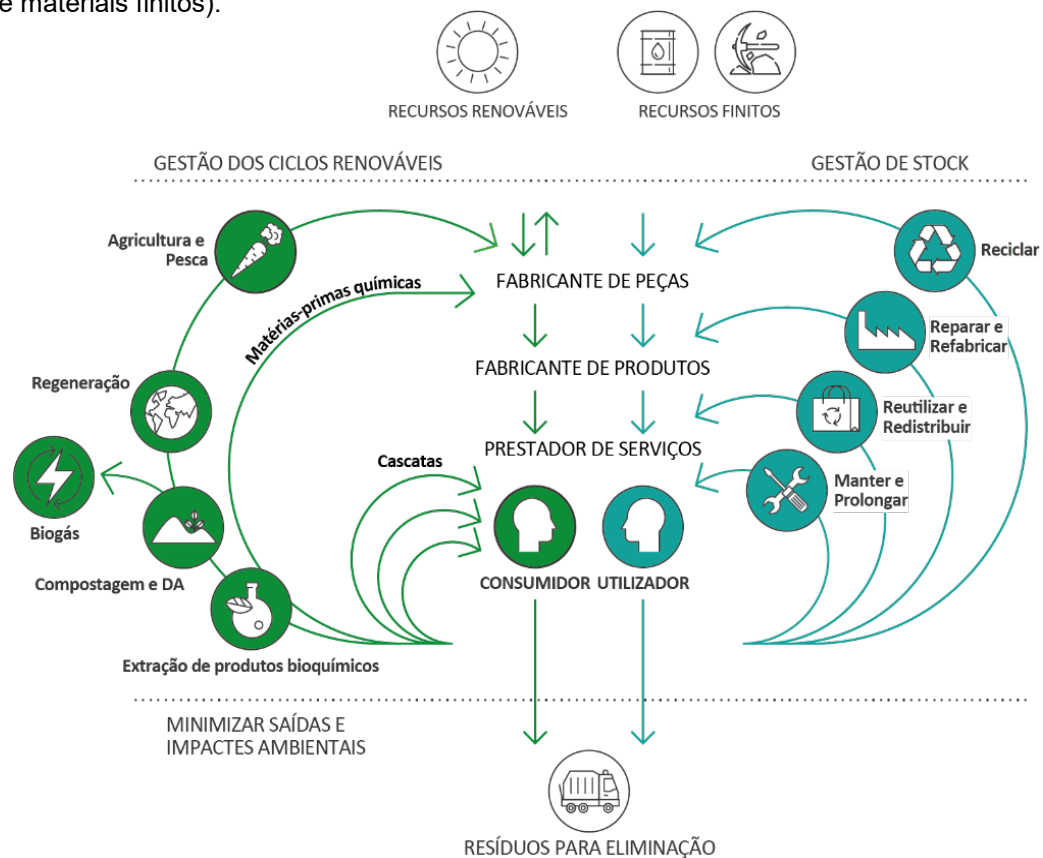 e materiais finitos).
RECURSOS RENOVÁVEIS
RECURSOS FINITOS
GESTÃO DOS CICLOS RENOVÁVEIS
GESTÃO DE STOCK
Agricultura e
Pesca
Reciclar
FABRICANTE DE PEÇAS
Matérias-primas químicas
Reparar e
Refabricar
FABRICANTE DE PRODUTOS
Regeneração
Reutilizar e
Redistribuir
PRESTADOR DE SERVIÇOS
Cascatas
Manter e
Prolongar
Biogás
CONSUMIDOR
UTILIZADOR
Compostagem e DA
Extração de produtos bioquímicos
MINIMIZAR SAÍDAS E
IMPACTES AMBIENTAIS
RESÍDUOS PARA ELIMINAÇÃO